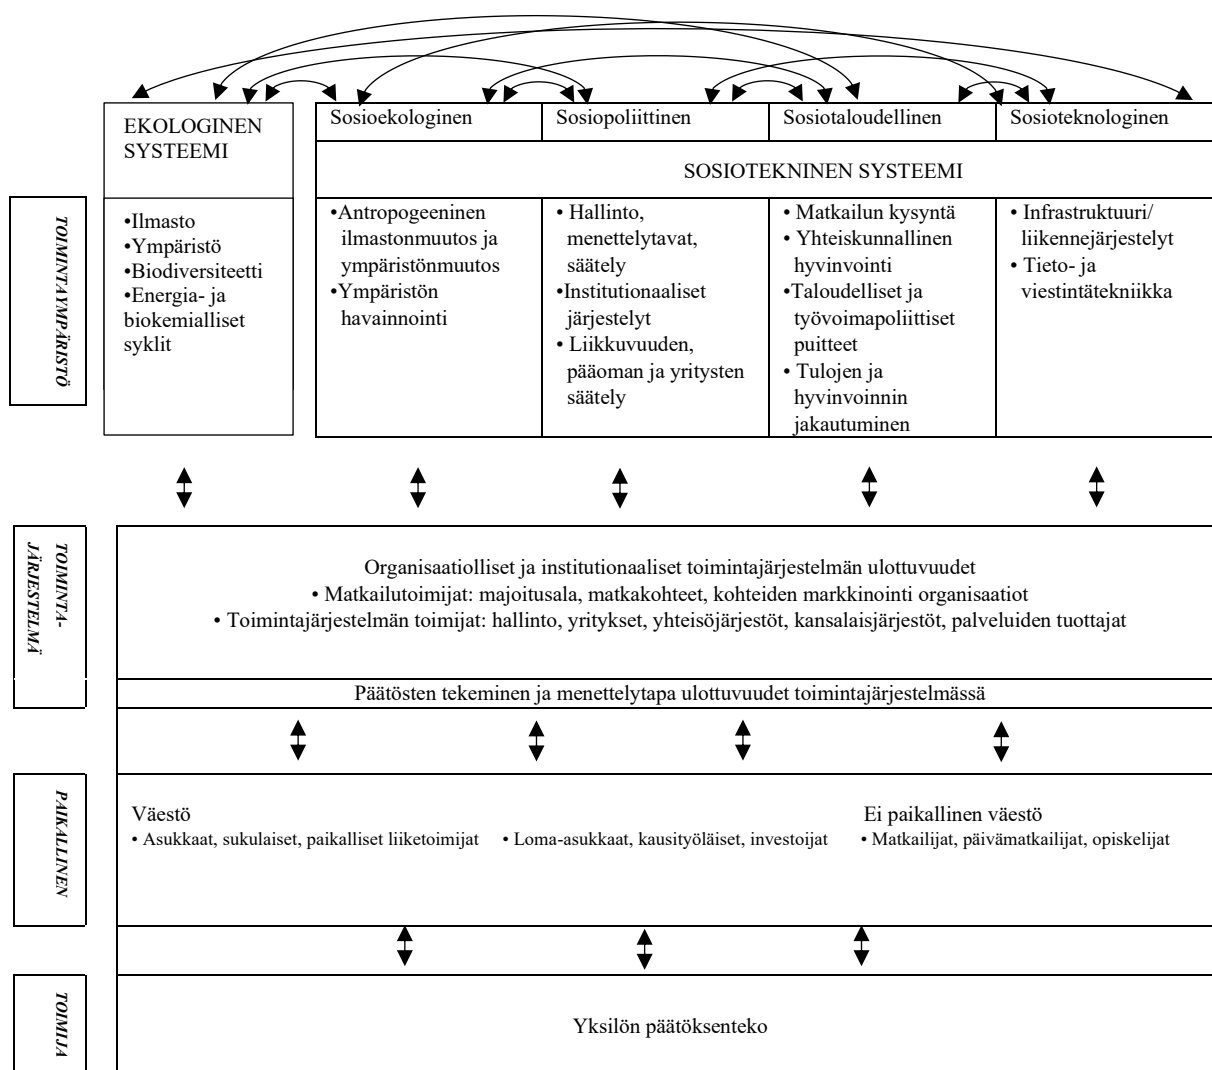 EKOLOGINEN
SYSTEEMI
Sosioekologinen
Sosiopoliittinen
Sosiotaloudellinen
Sosioteknologinen
SOSIOTEKNINEN SYSTEEMI
TOIMINTAYMPÄRISTÖ
•Ilmasto
•Ympäristö
•Biodiversiteetti
•Energia- ja
biokemialliset
syklit
•Antropogeeninen
ilmastonmuutos ja
ympäristönmuutos
•Ympäristön
havainnointi
• Hallinto,
menettelytavat,
säätely
•Institutionaaliset
järjestelyt
• Liikkuvuuden,
pääoman ja yritysten
säätely
• Matkailun kysyntä
• Yhteiskunnallinen
hyvinvointi
• Taloudelliset ja
työvoimapoliittiset
puitteet
• Tulojen ja
hyvinvoinnin
jakautuminen
• Infrastruktuuri/
liikennejärjestelyt
• Tieto- ja
viestintätekniikka
TOIMINTA-
JÄRJESTELMÄ
Organisaatiolliset ja institutionaaliset toimintajärjestelmän ulottuvuudet
• Matkailutoimijat: majoitusala, matkakohteet, kohteiden markkinointi organisaatiot
• Toimintajärjestelmän toimijat: hallinto, yritykset, yhteisöjärjestöt, kansalaisjärjestöt, palveluiden tuottajat
Päätösten tekeminen ja menettelytapa ulottuvuudet toimintajärjestelmässä
PAIKALLINEN
Väestö
• Asukkaat, sukulaiset, paikalliset liiketoimijat
• Loma-asukkaat, kausityöläiset, investoijat
Ei paikallinen väestö
• Matkailijat, päivämatkailijat, opiskelijat
TOIMIJA
Yksilön päätöksenteko